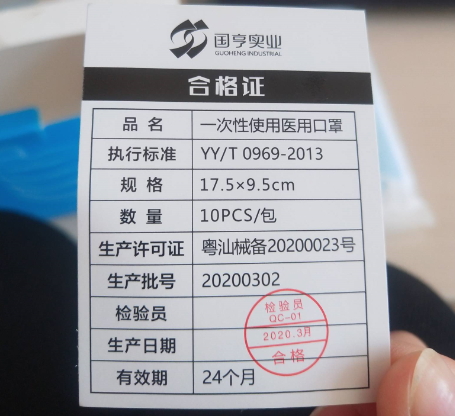 国亨实业
GUOHENG INDUSTRIAL
合格证
品名 一次性使用医用口罩
执行标准 YY/T 0969-2013
规格 17.5×9.5cm
数量 10PCS/包
生产许可证 粤汕械备20200023号
生产批号 20200302
检验员
生产日期
检验员
QC-01
2020.3月
合格
有效期 24个月